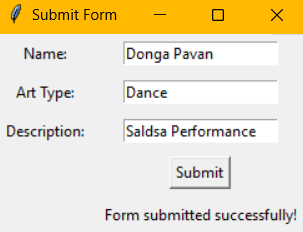 Submit Form
Name: Donga Pavan
Art Type: Dance
Description: Saldsa Performance
Submit
Form submitted successfully!